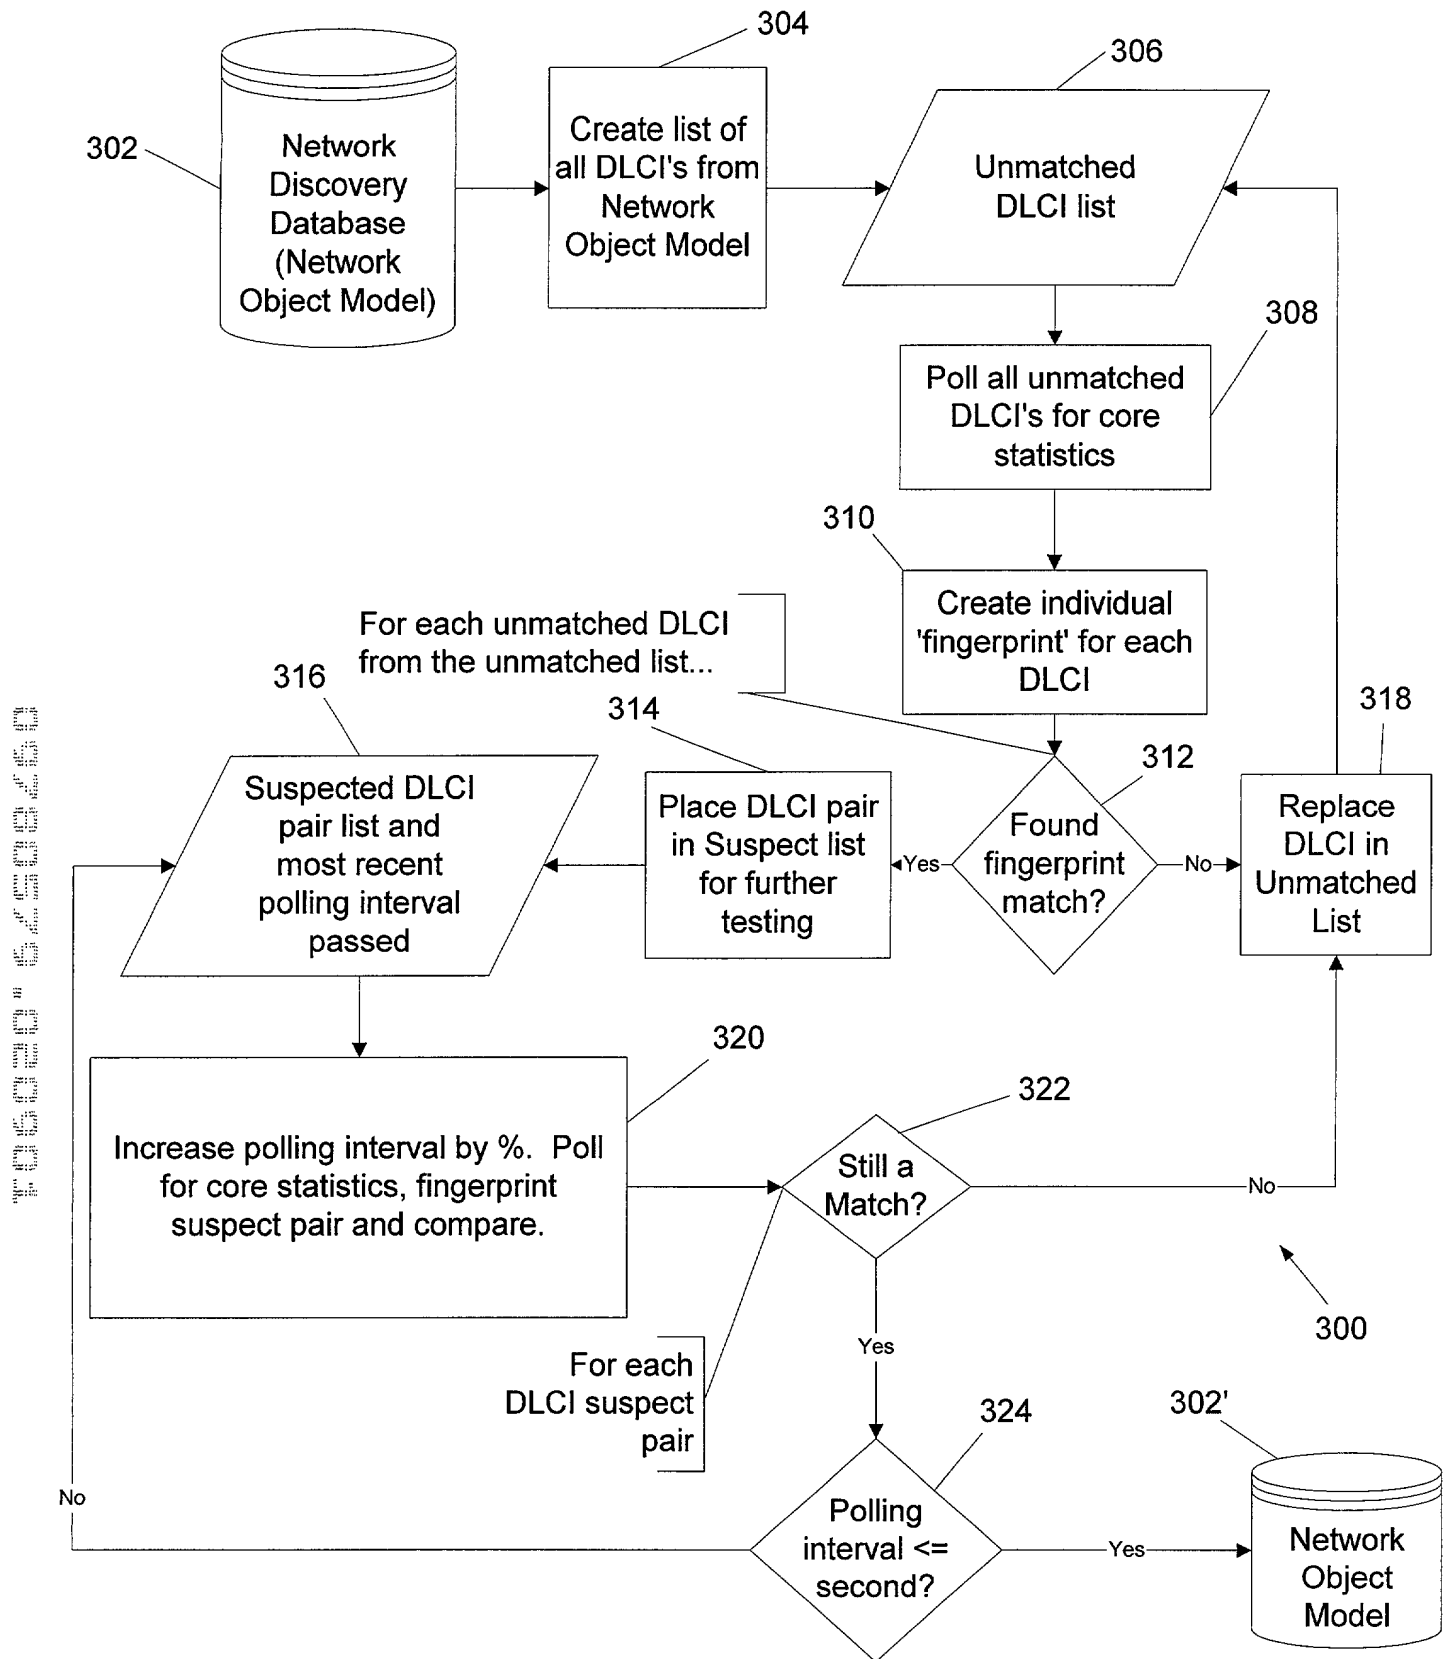 304
306
302
Network
Discovery
Database
(Network
Object Model)
Create list of
all DLCI's from
Network
Object Model
Unmatched
DLCI list
308
Poll all unmatched
DLCI's for core
statistics
310
Create individual
'fingerprint' for each
DLCI
For each unmatched DLCI
from the unmatched list...
316
314
312
318
Suspected DLCI
pair list and
most recent
polling interval
passed
Place DLCI pair
in Suspect list
for further
testing
Yes
Found
fingerprint
match?
No
Replace
DLCI in
Unmatched
List
320
Increase polling interval by %. Poll
for core statistics, fingerprint
suspect pair and compare.
322
Still a
Match?
No
300
Yes
For each
DLCI suspect
pair
324
302'
No
Polling
interval <=
second?
Yes
Network
Object
Model